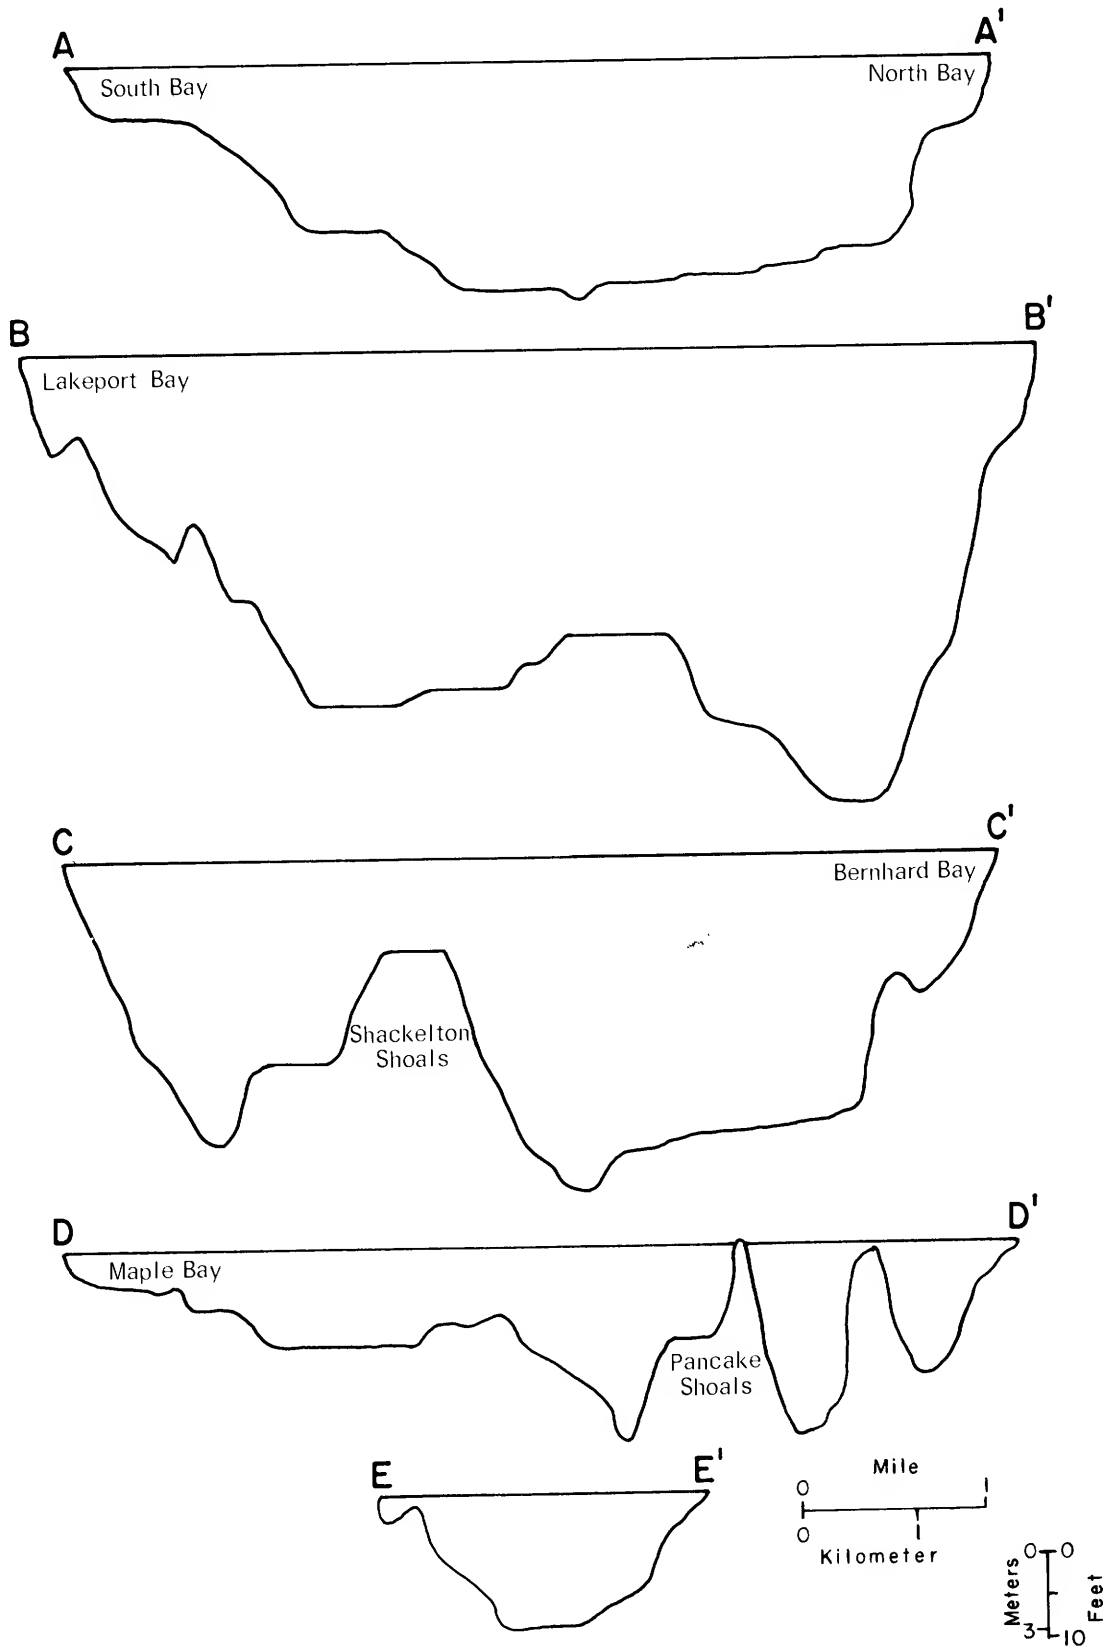 A A'
South Bay North Bay
B B'
Lakeport Bay
C C'
Bernhard Bay
Shackelton
Shoals
D D'
Maple Bay
Pancake
Shoals
E E'
Mile
0 1
0 1
Kilometer
0 0
Meters Feet
3 10